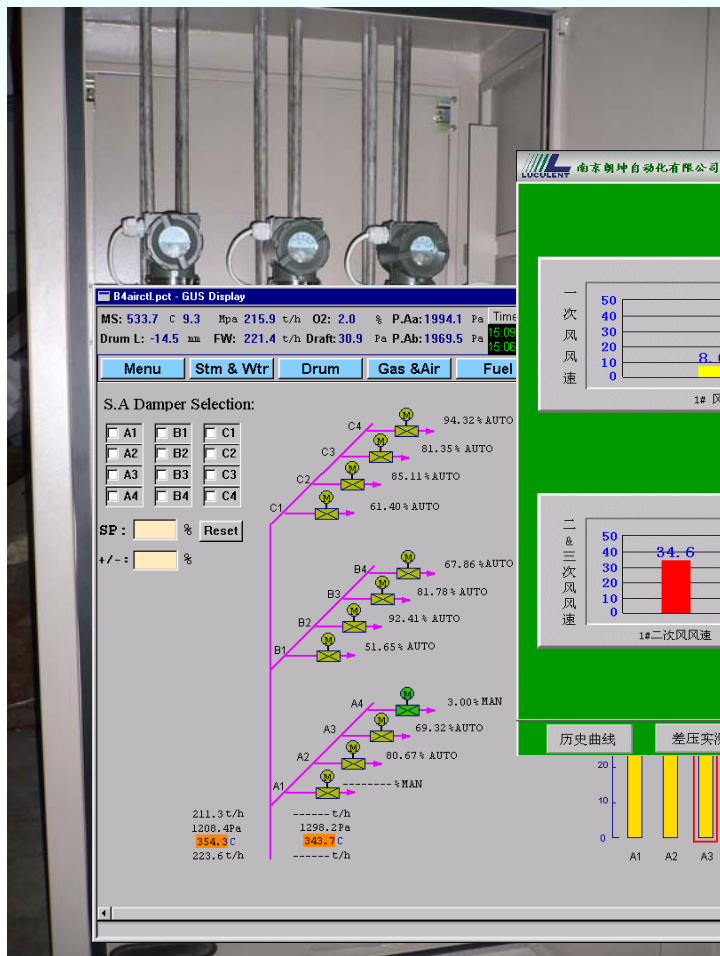 LUCULENT 南京朗坤自动化有限公司
B4airctl.pct - GUS Display
MS: 533.7 C 9.3 Mpa 215.9 t/h O2: 2.0 % P.Aa: 1994.1 Pa Time
15:09
Drum L: -14.5 mm FW: 221.4 t/h Draft: 30.9 Pa P.Ab: 1969.5 Pa
15:06
Menu Stm & Wtr Drum Gas &Air Fuel
S.A Damper Selection:
A1 B1 C1
A2 B2 C2
A3 B3 C3
A4 B4 C4
SP : % Reset
+/- : %
C4 M 94.32% AUTO
C3 M 81.35% AUTO
C2 M 85.11% AUTO
C1 M 61.40% AUTO
B4 M 67.86% AUTO
B3 M 81.78% AUTO
B2 M 92.41% AUTO
B1 M 51.65% AUTO
A4 M 3.00% MAN
A3 M 69.32% AUTO
A2 M 80.67% AUTO
A1 M -------- % MAN
211.3 t/h ------ t/h
1208.4Pa 1298.2Pa
354.3 C 343.7 C
223.6 t/h ------ t/h
一次风风速
50
40
30
20
10
0
1# 风
二&三次风风速
50
40
30
20
10
0
34.6
1#二次风风速
历史曲线 差压实
20
10
0
A1 A2 A3